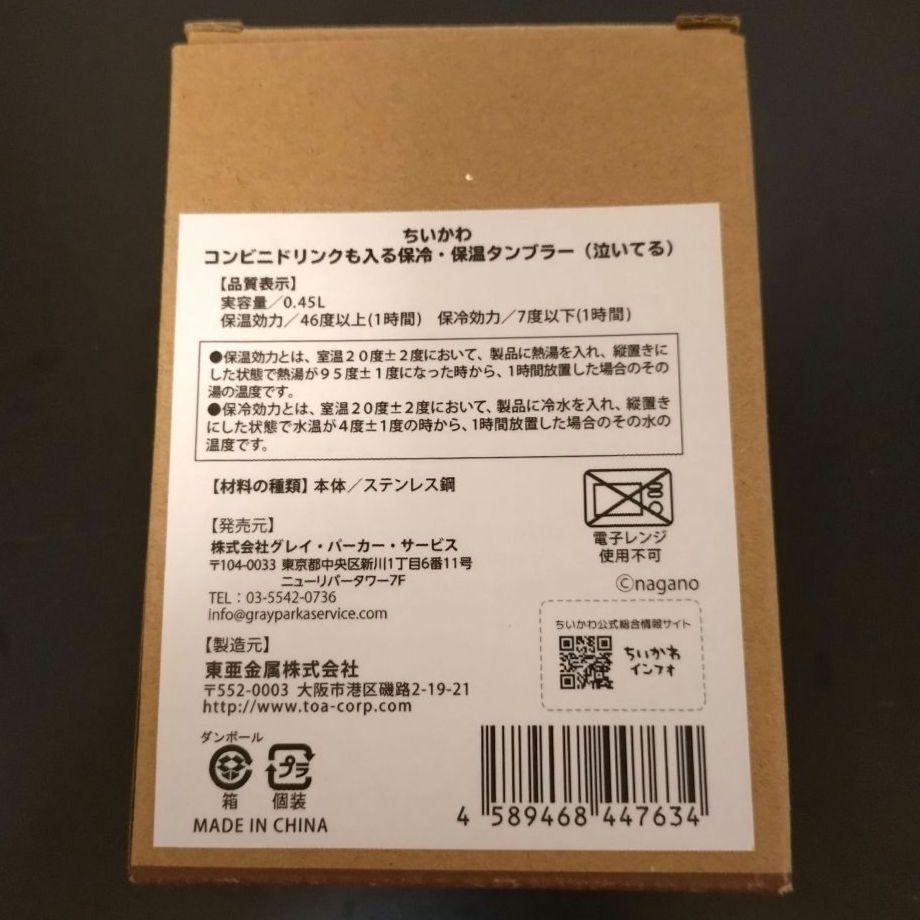 ちいかわ
コンビニドリンクも入る保冷・保温タンブラー（泣いてる）
【品質表示】
実容量／0.45L
保温効力／46度以上(1時間)　保冷効力／7度以下(1時間)
●保温効力とは、室温20度±2度において、製品に熱湯を入れ、縦置きに
した状態で熱湯が95度±1度になった時から、1時間放置した場合のその
湯の温度です。
●保冷効力とは、室温20度±2度において、製品に冷水を入れ、縦置き
にした状態で水温が4度±1度の時から、1時間放置した場合のその水の
温度です。
【材料の種類】本体／ステンレス鋼
電子レンジ
使用不可
【発売元】
株式会社グレイ・パーカー・サービス
〒104-0033 東京都中央区新川1丁目6番11号
ニューリバータワー7F
TEL：03-5542-0736
info@grayparkaservice.com
©nagano
ちいかわ公式総合情報サイト
ちいかわ
インフォ
【製造元】
東亜金属株式会社
〒552-0003 大阪市港区磯路2-19-21
http://www.toa-corp.com
ダンボール
箱
プラ
個装
MADE IN CHINA
4 589468 447634